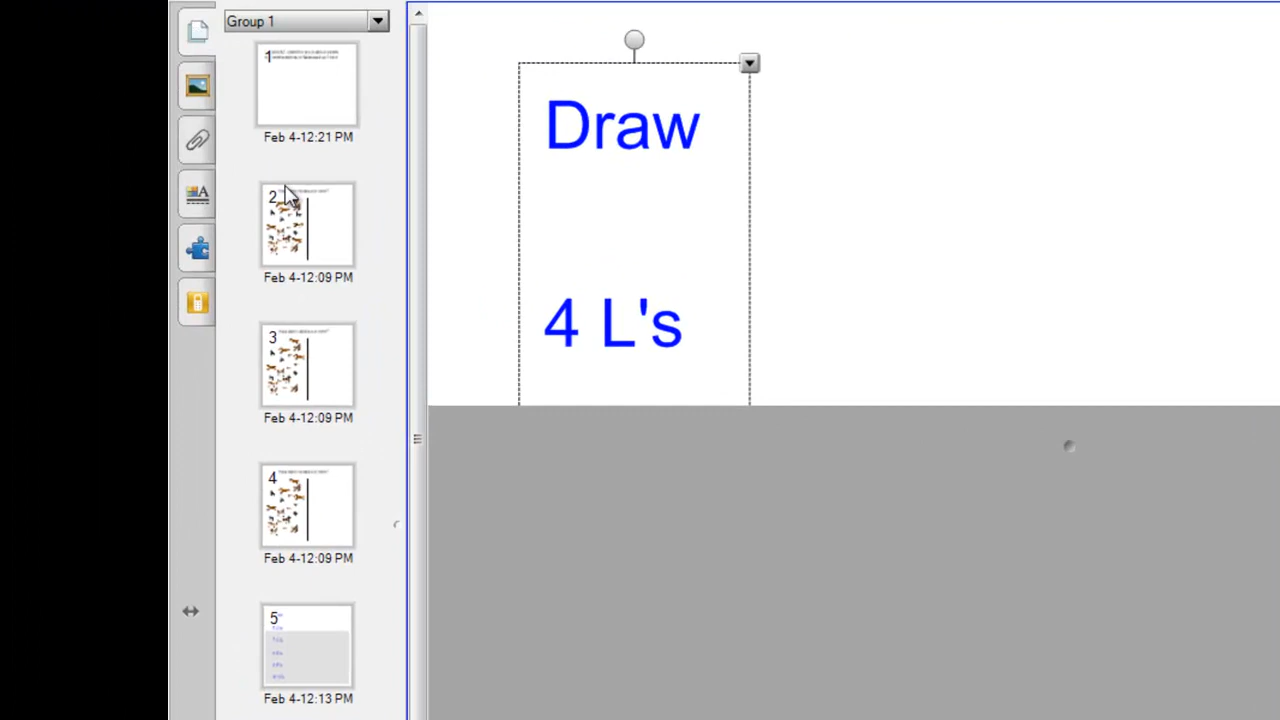 Group 1
1
Feb 4-12:21 PM
2
Feb 4-12:09 PM
3
Feb 4-12:09 PM
4
Feb 4-12:09 PM
5
Feb 4-12:13 PM
Draw
4 L's